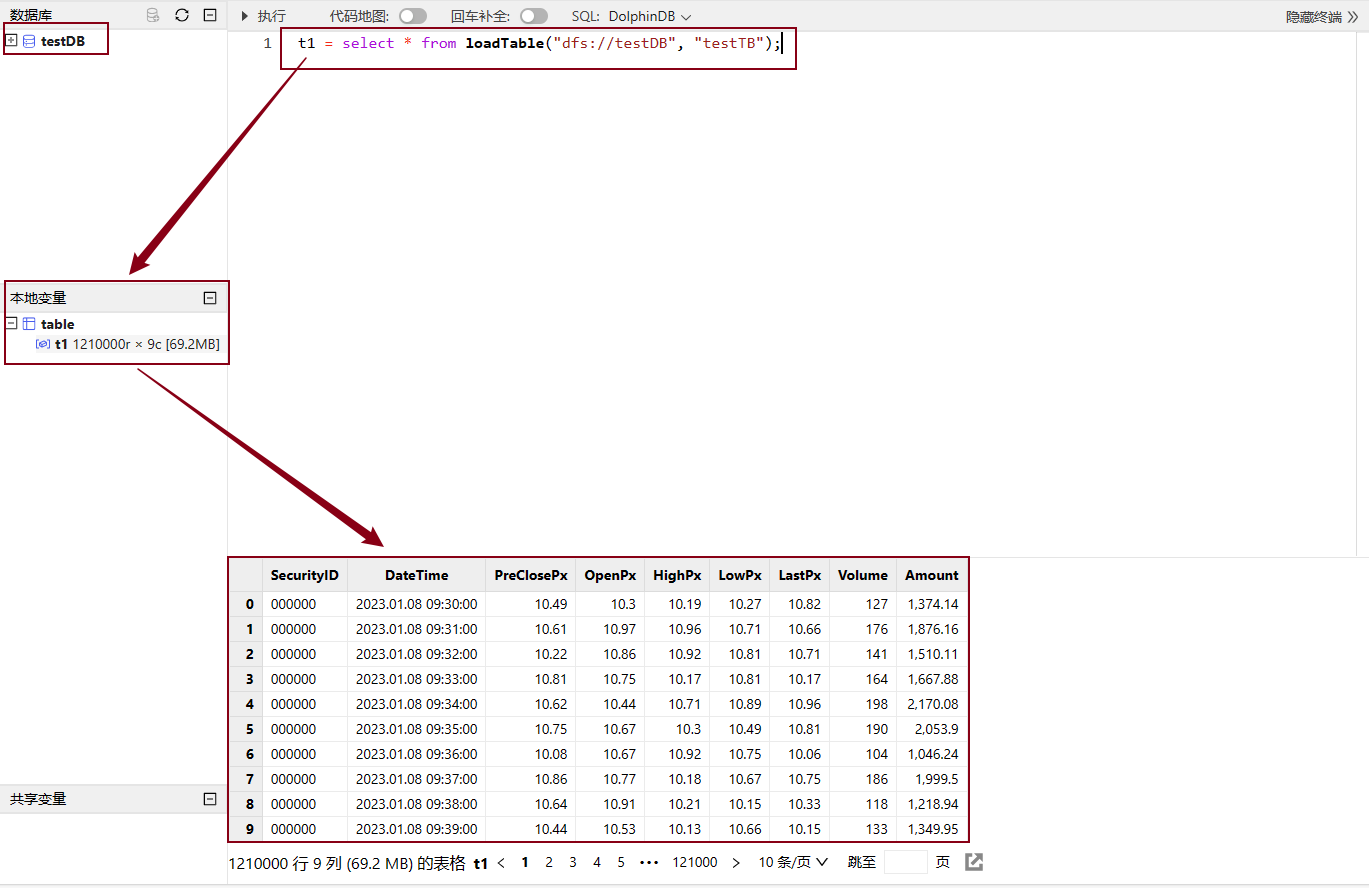 数据库
执行 代码地图: 回车补全: SQL: DolphinDB 隐藏终端
testDB
1 t1 = select * from loadTable("dfs://testDB", "testTB");
本地变量
table
t1 1210000r × 9c [69.2MB]
共享变量
SecurityID DateTime PreClosePx OpenPx HighPx LowPx LastPx Volume Amount
0 000000 2023.01.08 09:30:00 10.49 10.3 10.19 10.27 10.82 127 1,374.14
1 000000 2023.01.08 09:31:00 10.61 10.97 10.96 10.71 10.66 176 1,876.16
2 000000 2023.01.08 09:32:00 10.22 10.86 10.92 10.81 10.71 141 1,510.11
3 000000 2023.01.08 09:33:00 10.81 10.75 10.17 10.81 10.17 164 1,667.88
4 000000 2023.01.08 09:34:00 10.62 10.44 10.71 10.89 10.96 198 2,170.08
5 000000 2023.01.08 09:35:00 10.75 10.67 10.3 10.49 10.81 190 2,053.9
6 000000 2023.01.08 09:36:00 10.08 10.67 10.92 10.75 10.06 104 1,046.24
7 000000 2023.01.08 09:37:00 10.86 10.77 10.18 10.67 10.75 186 1,999.5
8 000000 2023.01.08 09:38:00 10.64 10.91 10.21 10.15 10.33 118 1,218.94
9 000000 2023.01.08 09:39:00 10.44 10.53 10.13 10.66 10.15 133 1,349.95
1210000 行 9 列 (69.2 MB) 的表格 t1 < 1 2 3 4 5 ••• 121000 > 10 条/页 跳至 页